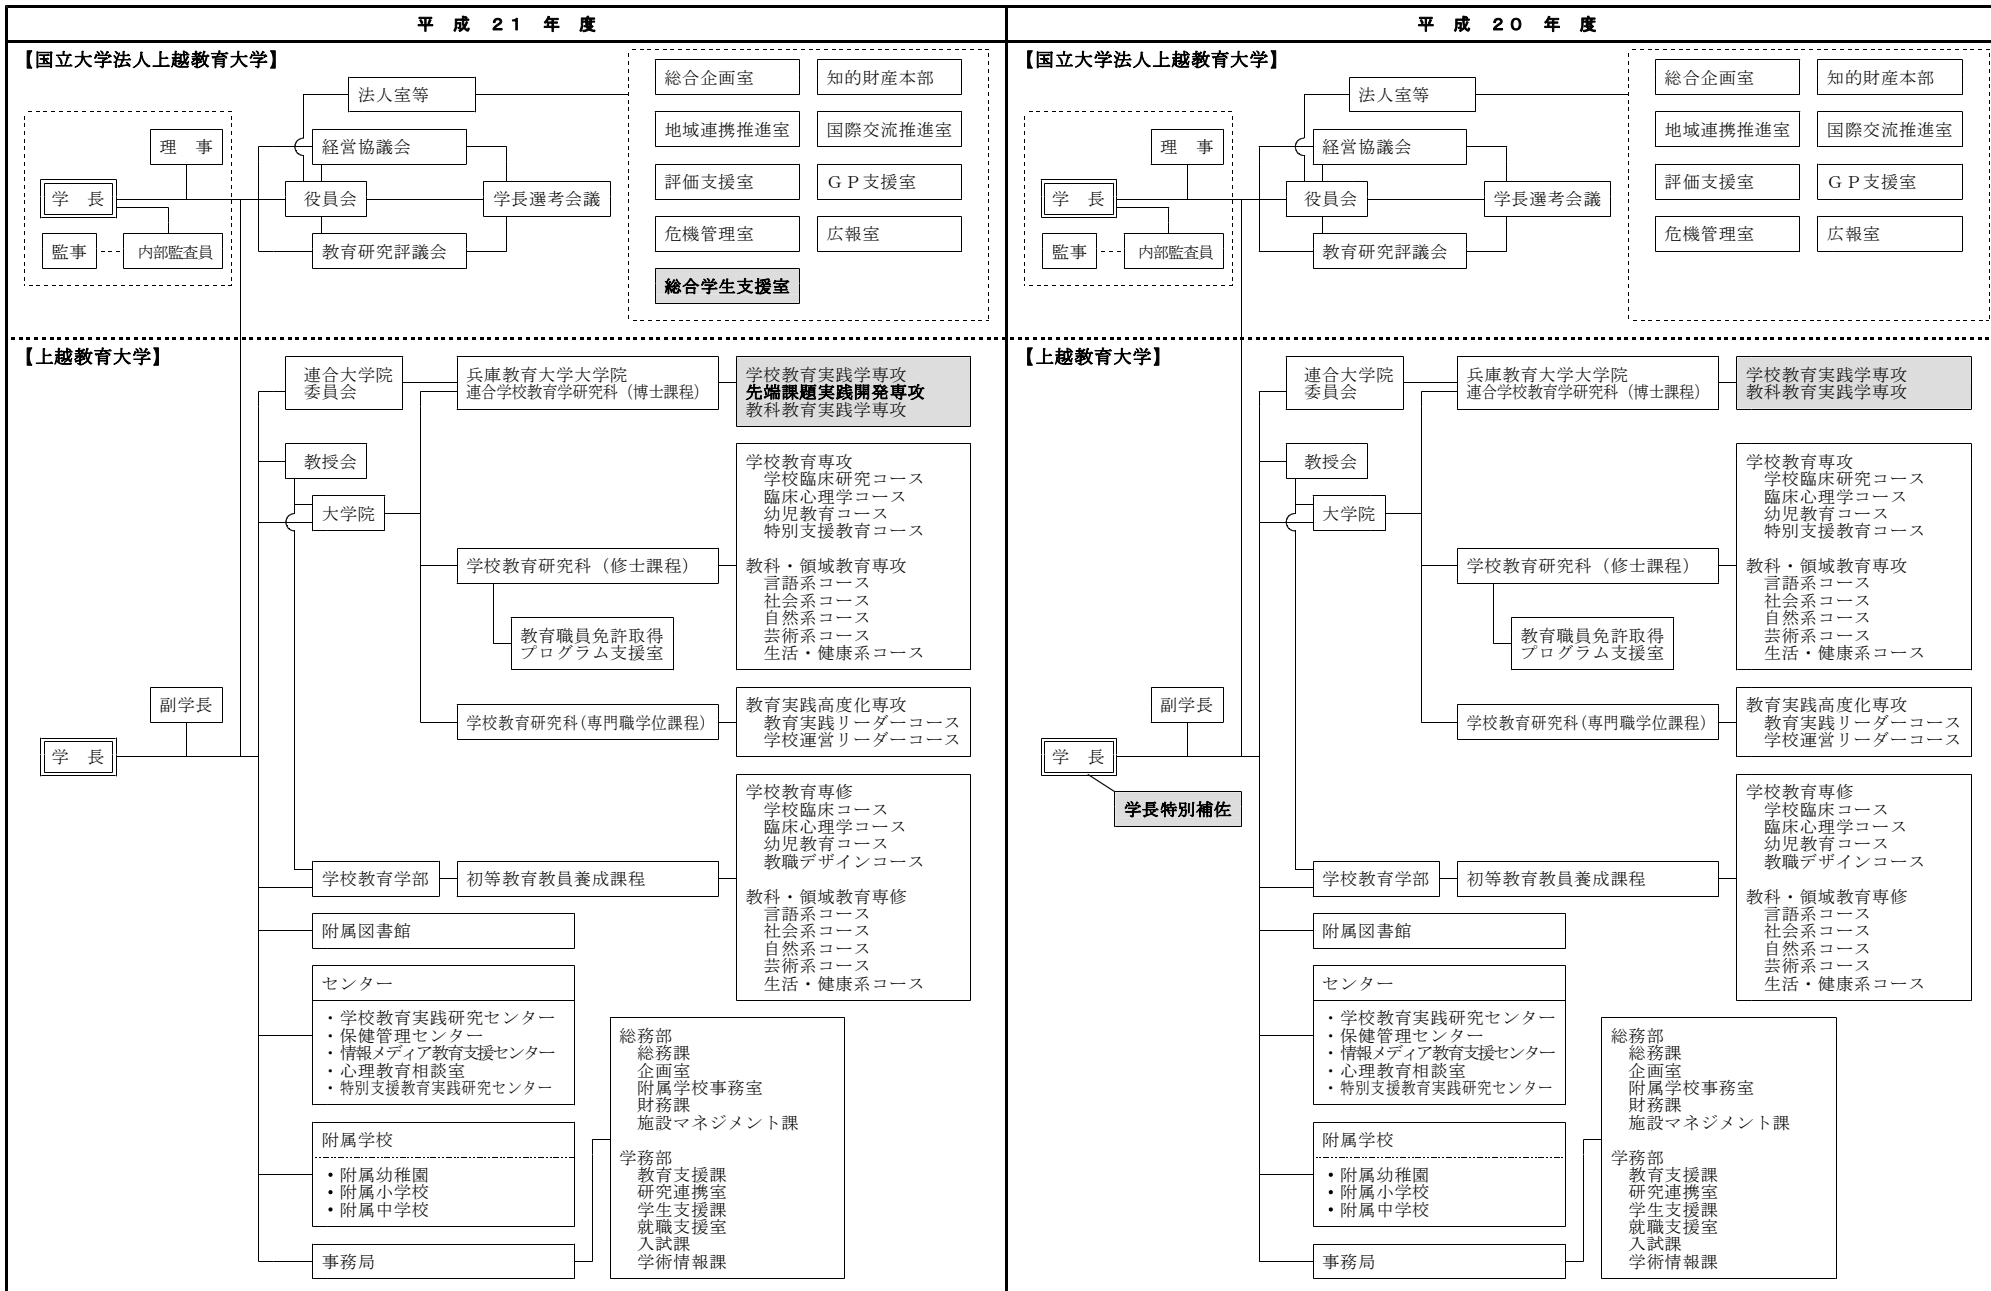 平成２１年度
【国立大学法人上越教育大学】
法人室等
理　事
経営協議会
学　長
役員会
学長選考会議
監事
内部監査員
教育研究評議会
総合企画室
知的財産本部
地域連携推進室
国際交流推進室
評価支援室
ＧＰ支援室
危機管理室
広報室
総合学生支援室
【上越教育大学】
連合大学院
委員会
兵庫教育大学大学院
連合学校教育学研究科（博士課程）
学校教育実践学専攻
先端課題実践開発専攻
教科教育実践学専攻
教授会
大学院
学校教育専攻
学校臨床研究コース
臨床心理学コース
幼児教育コース
特別支援教育コース
学校教育研究科（修士課程）
教科・領域教育専攻
言語系コース
社会系コース
自然系コース
芸術系コース
生活・健康系コース
教育職員免許取得
プログラム支援室
副学長
学　長
学校教育研究科（専門職学位課程）
教育実践高度化専攻
教育実践リーダーコース
学校運営リーダーコース
学校教育学部
初等教育教員養成課程
学校教育専修
学校臨床コース
臨床心理学コース
幼児教育コース
教職デザインコース
教科・領域教育専修
言語系コース
社会系コース
自然系コース
芸術系コース
生活・健康系コース
附属図書館
センター
・学校教育実践研究センター
・保健管理センター
・情報メディア教育支援センター
・心理教育相談室
・特別支援教育実践研究センター
附属学校
・附属幼稚園
・附属小学校
・附属中学校
事務局
総務部
総務課
企画室
附属学校事務室
財務課
施設マネジメント課
学務部
教育支援課
研究連携室
学生支援課
就職支援室
入試課
学術情報課
平成２０年度
【国立大学法人上越教育大学】
法人室等
理　事
経営協議会
学　長
役員会
学長選考会議
監事
内部監査員
教育研究評議会
総合企画室
知的財産本部
地域連携推進室
国際交流推進室
評価支援室
ＧＰ支援室
危機管理室
広報室
【上越教育大学】
連合大学院
委員会
兵庫教育大学大学院
連合学校教育学研究科（博士課程）
学校教育実践学専攻
教科教育実践学専攻
教授会
大学院
学校教育専攻
学校臨床研究コース
臨床心理学コース
幼児教育コース
特別支援教育コース
学校教育研究科（修士課程）
教科・領域教育専攻
言語系コース
社会系コース
自然系コース
芸術系コース
生活・健康系コース
教育職員免許取得
プログラム支援室
副学長
学　長
学長特別補佐
学校教育研究科（専門職学位課程）
教育実践高度化専攻
教育実践リーダーコース
学校運営リーダーコース
学校教育学部
初等教育教員養成課程
学校教育専修
学校臨床コース
臨床心理学コース
幼児教育コース
教職デザインコース
教科・領域教育専修
言語系コース
社会系コース
自然系コース
芸術系コース
生活・健康系コース
附属図書館
センター
・学校教育実践研究センター
・保健管理センター
・情報メディア教育支援センター
・心理教育相談室
・特別支援教育実践研究センター
附属学校
・附属幼稚園
・附属小学校
・附属中学校
事務局
総務部
総務課
企画室
附属学校事務室
財務課
施設マネジメント課
学務部
教育支援課
研究連携室
学生支援課
就職支援室
入試課
学術情報課